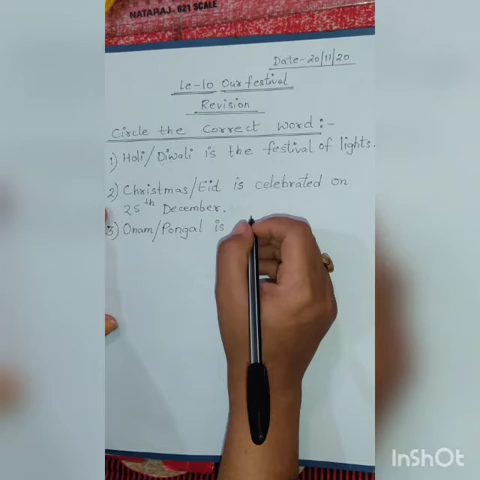 NATARAJ - 621 SCALE
Date - 20/11/20
Le-10 Our festival
Revision
Circle the Correct word :-
1) Holi/Diwali is the festival of lights.
2) Christmas/Eid is celebrated on
25th December.
3) Onam/Pongal is
InShOt